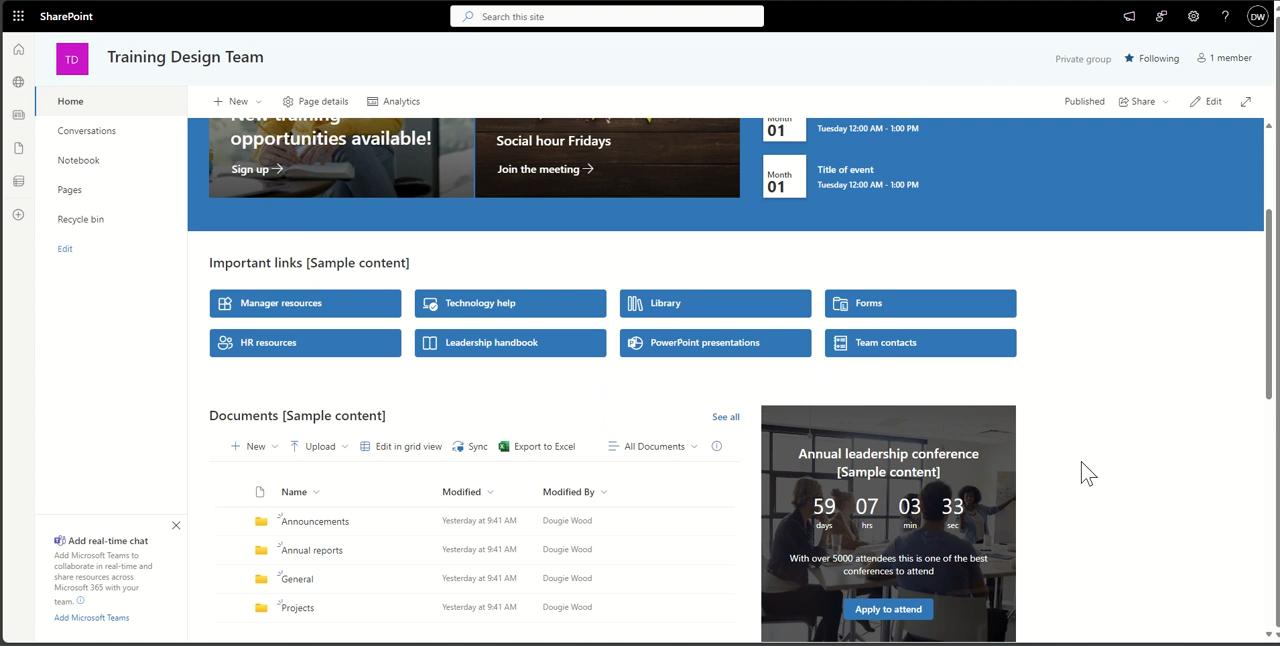 SharePoint
Search this site
DW
TD
Training Design Team
Private group
Following
1 member
Home
Conversations
Notebook
Pages
Recycle bin
Edit
New
Page details
Analytics
Published
Share
Edit
New training
opportunities available!
Sign up
Social hour Fridays
Join the meeting
Month
01
Tuesday 12:00 AM - 1:00 PM
Month
01
Title of event
Tuesday 12:00 AM - 1:00 PM
Important links [Sample content]
Manager resources
Technology help
Library
Forms
HR resources
Leadership handbook
PowerPoint presentations
Team contacts
Documents [Sample content]
See all
New
Upload
Edit in grid view
Sync
Export to Excel
All Documents
Name
Modified
Modified By
Announcements
Yesterday at 9:41 AM
Dougie Wood
Annual reports
Yesterday at 9:41 AM
Dougie Wood
General
Yesterday at 9:41 AM
Dougie Wood
Projects
Yesterday at 9:41 AM
Dougie Wood
Annual leadership conference
[Sample content]
59 07 03 33
days hrs min sec
With over 5000 attendees this is one of the best
conferences to attend
Apply to attend
Add real-time chat
Add Microsoft Teams to
collaborate in real-time and
share resources across
Microsoft 365 with your
team.
Add Microsoft Teams